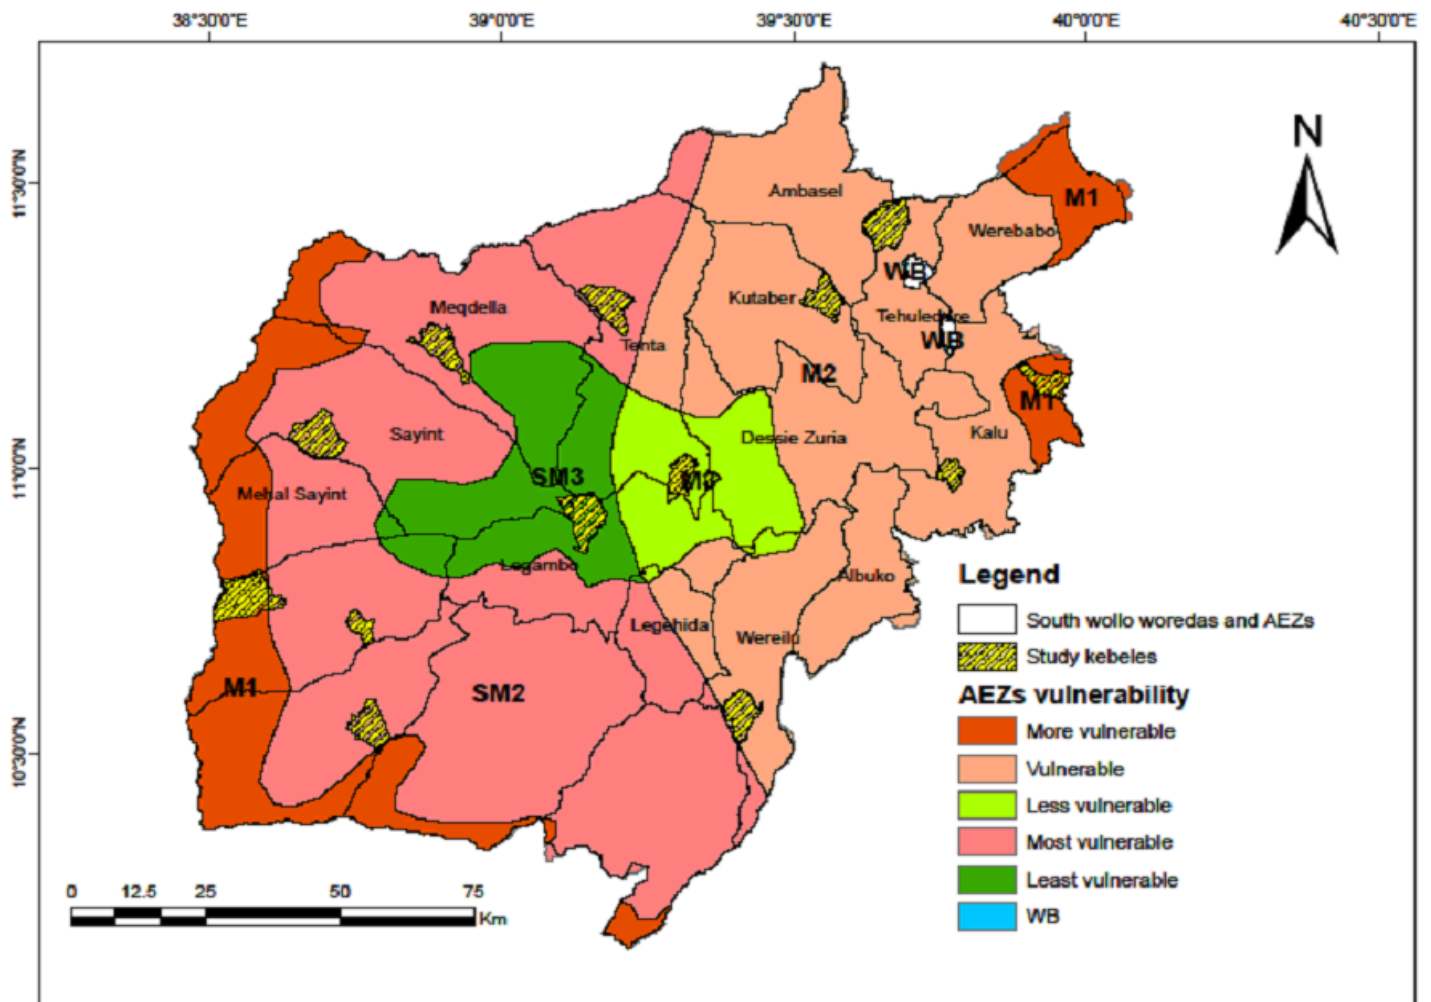 38°30'0"E 39°0'0"E 39°30'0"E 40°0'0"E 40°30'0"E
11°30'0"N
11°0'0"N
10°30'0"N
N
M1
Ambasel
Werebabo
WB
Kutaber
Meqdella
Tehuledere
WB
Tenta
M2
M1
Sayint
Dessie Zuria
Kalu
SM3
M3
Mehal Sayint
Legambo
Albuko
Legehida
Wereilu
M1
SM2
Legend
South wollo woredas and AEZs
Study kebeles
AEZs vulnerability
More vulnerable
Vulnerable
Less vulnerable
Most vulnerable
Least vulnerable
WB
0 12.5 25 50 75
Km